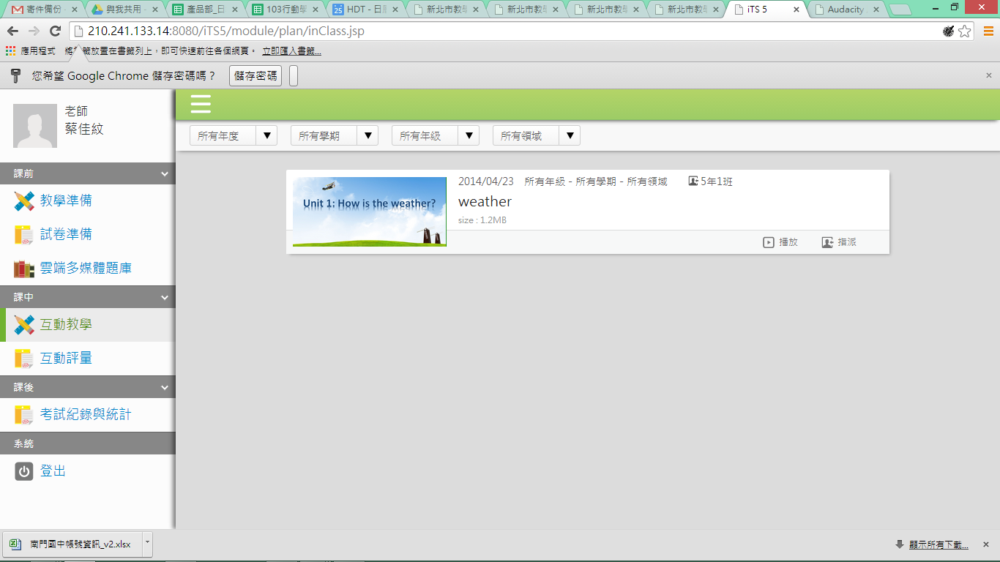 寄件備份 - 與我共用 - 產品部_日 103行動學 HDT - 日曆 新北市教學 新北市教學 新北市教學 新北市教學 iTS 5 Audacity
210.241.133.14:8080/iTS5/module/plan/inClass.jsp
應用程式 將書籤放置在書籤列上，即可快速前往各個網頁。 立即匯入書籤...
您希望 Google Chrome 儲存密碼嗎？ 儲存密碼
老師
蔡佳紋
所有年度 所有學期 所有年級 所有領域
課前
教學準備
試卷準備
雲端多媒體題庫
課中
互動教學
互動評量
課後
考試紀錄與統計
系統
登出
Unit 1: How is the weather?
2014/04/23 所有年級 - 所有學期 - 所有領域 5年1班
weather
size : 1.2MB
播放 指派
南門國中帳號資訊_v2.xlsx
顯示所有下載...